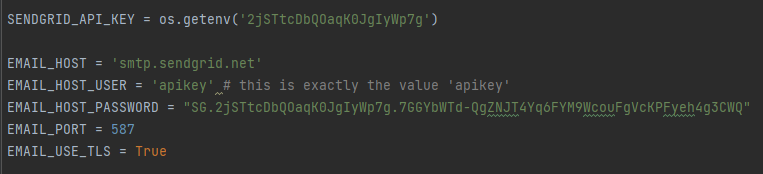 SENDGRID_API_KEY = os.getenv('2jSTtcDbQOaqK0JgIyWp7g')
EMAIL_HOST = 'smtp.sendgrid.net'
EMAIL_HOST_USER = 'apikey' # this is exactly the value 'apikey'
EMAIL_HOST_PASSWORD = "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"
EMAIL_PORT = 587
EMAIL_USE_TLS = True